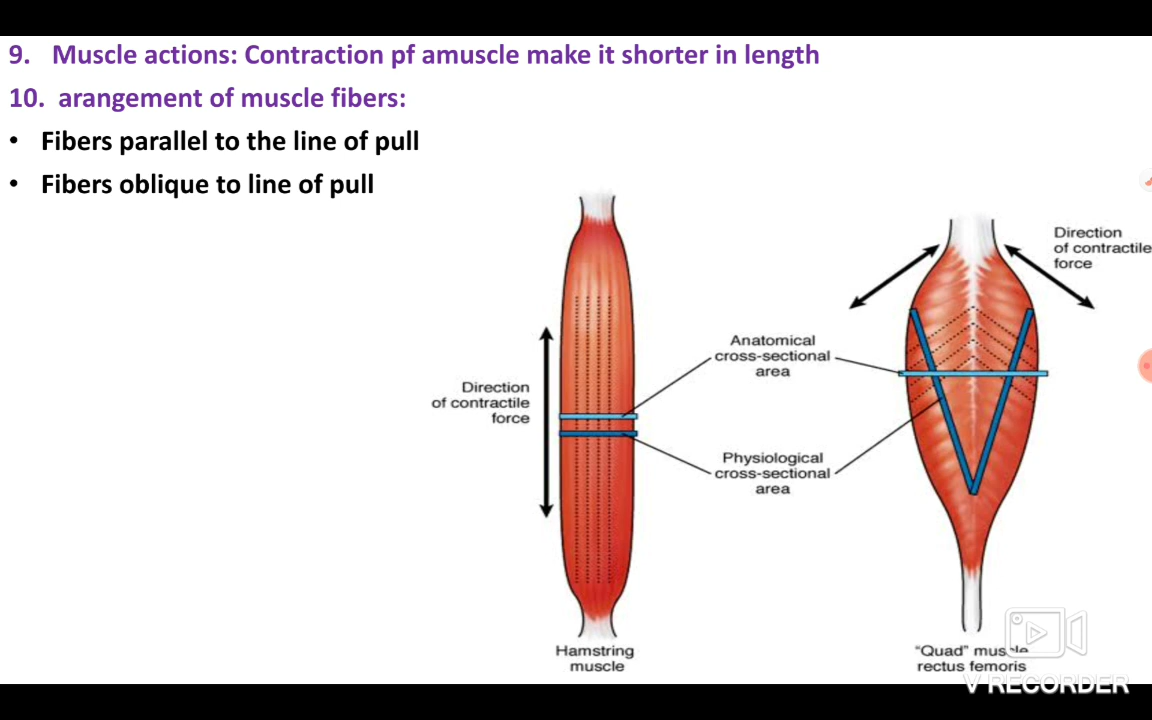 9. Muscle actions: Contraction pf amuscle make it shorter in length
10. arangement of muscle fibers:
• Fibers parallel to the line of pull
• Fibers oblique to line of pull
Direction
of contractile
force
Anatomical
cross-sectional
area
Direction
of contractile
force
Physiological
cross-sectional
area
Hamstring
muscle
"Quad" muscle
rectus femoris
V RECORDER